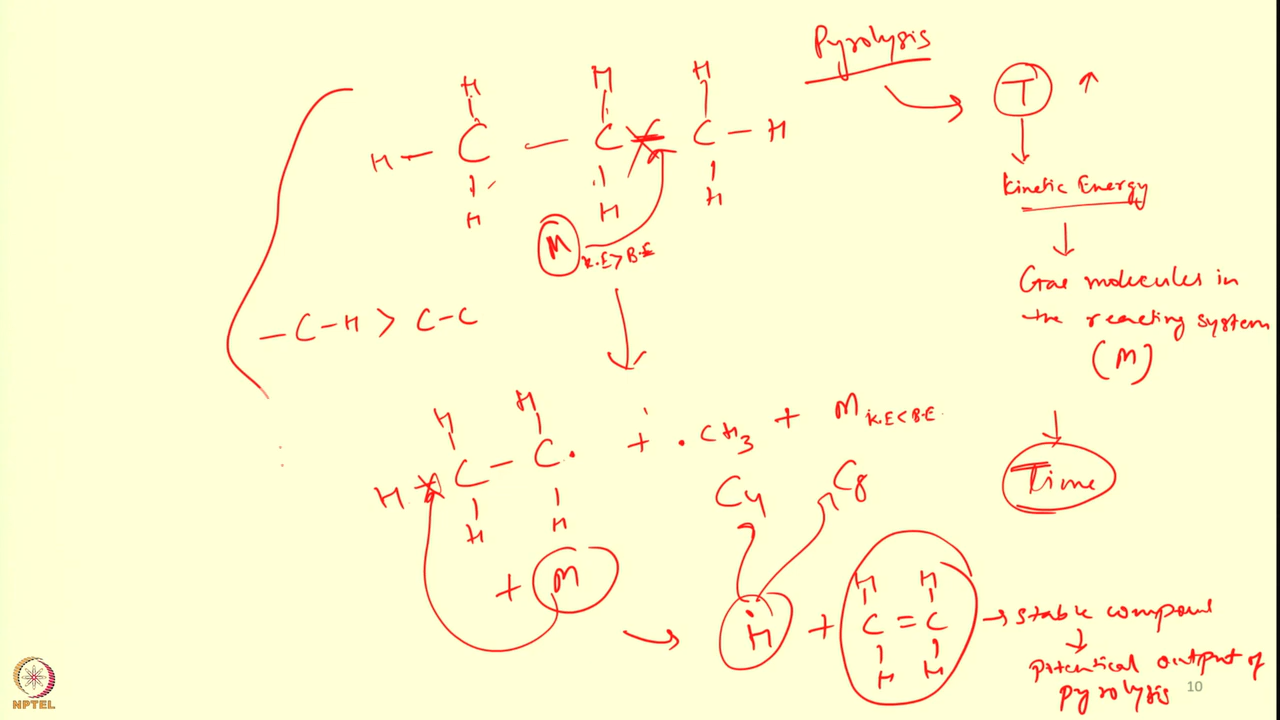 Pyrolysis
T ↑
H H H
H - C - C C - H
H H H
Kinetic Energy
M K.E > B.E
Gas molecules in
the reacting system
(M)
- C - H > C - C
H H
H C - C . + . CH3 + M K.E < B.E
H H
Time
C4 C8
+ M
H + H H
C = C → stable compoun
H H
potential output of
pyrolysis
10
NPTEL